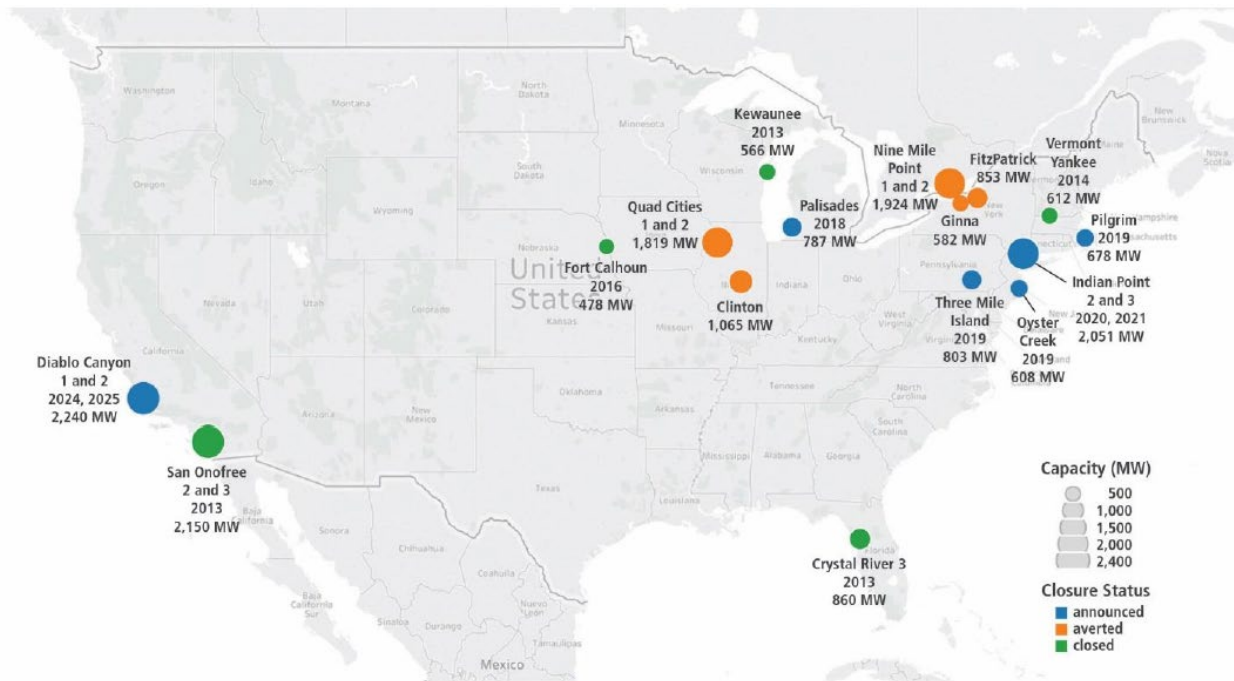 Washington
Montana
North
Dakota
Minnesota
Oregon
Idaho
South
Dakota
Wisconsin
Wyoming
Nebraska
Iowa
Nevada
Utah
Colorado
Kansas
Missouri
California
Arizona
New
Mexico
Oklahoma
Arkansas
Texas
Louisiana
Mississippi
Alabama
Georgia
Tennessee
Kentucky
Indiana
Ohio
West
Virginia
Pennsylvania
North
Carolina
South
Carolina
Florida
Maine
New
Brunswick
Nova
Scotia
United
States
Kewaunee
2013
566 MW
Nine Mile
Point
1 and 2
1,924 MW
FitzPatrick
853 MW
Vermont
Yankee
2014
612 MW
Quad Cities
1 and 2
1,819 MW
Palisades
2018
787 MW
Ginna
582 MW
Pilgrim
2019
678 MW
Fort Calhoun
2016
478 MW
Clinton
1,065 MW
Three Mile
Island
2019
803 MW
Oyster
Creek
2019
608 MW
Indian Point
2 and 3
2020, 2021
2,051 MW
Diablo Canyon
1 and 2
2024, 2025
2,240 MW
San Onofree
2 and 3
2013
2,150 MW
Crystal River 3
2013
860 MW
Baja
California
Sonora
Chihuahua
Coahuila
Nuevo
León
Baja
California
Sur
Sinaloa
Durango
Zacatecas
Tamaulipas
Mexico
Capacity (MW)
500
1,000
1,500
2,000
2,400
Closure Status
announced
averted
closed